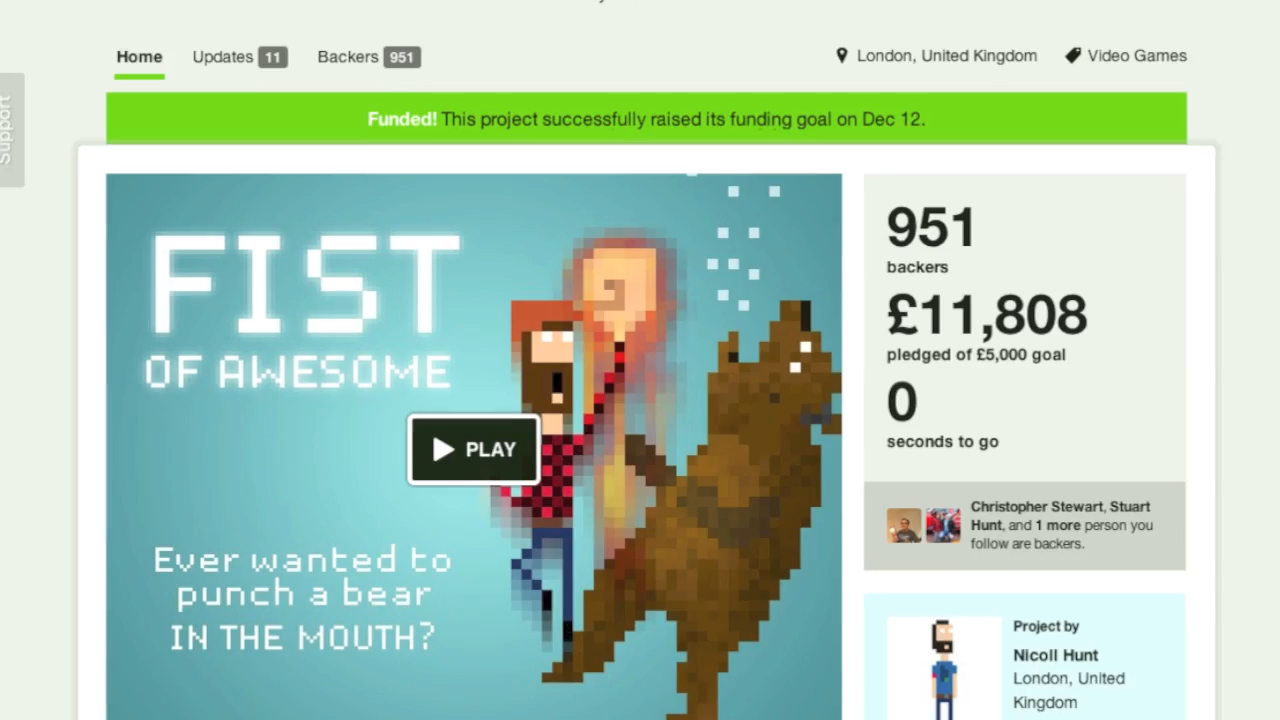 Home Updates 11 Backers 951 London, United Kingdom Video Games
Support
Funded! This project successfully raised its funding goal on Dec 12.
FIST
OF AWESOME
PLAY
Ever wanted to
punch a bear
IN THE MOUTH?
951
backers
£11,808
pledged of £5,000 goal
0
seconds to go
Christopher Stewart, Stuart
Hunt, and 1 more person you
follow are backers.
Project by
Nicoll Hunt
London, United
Kingdom